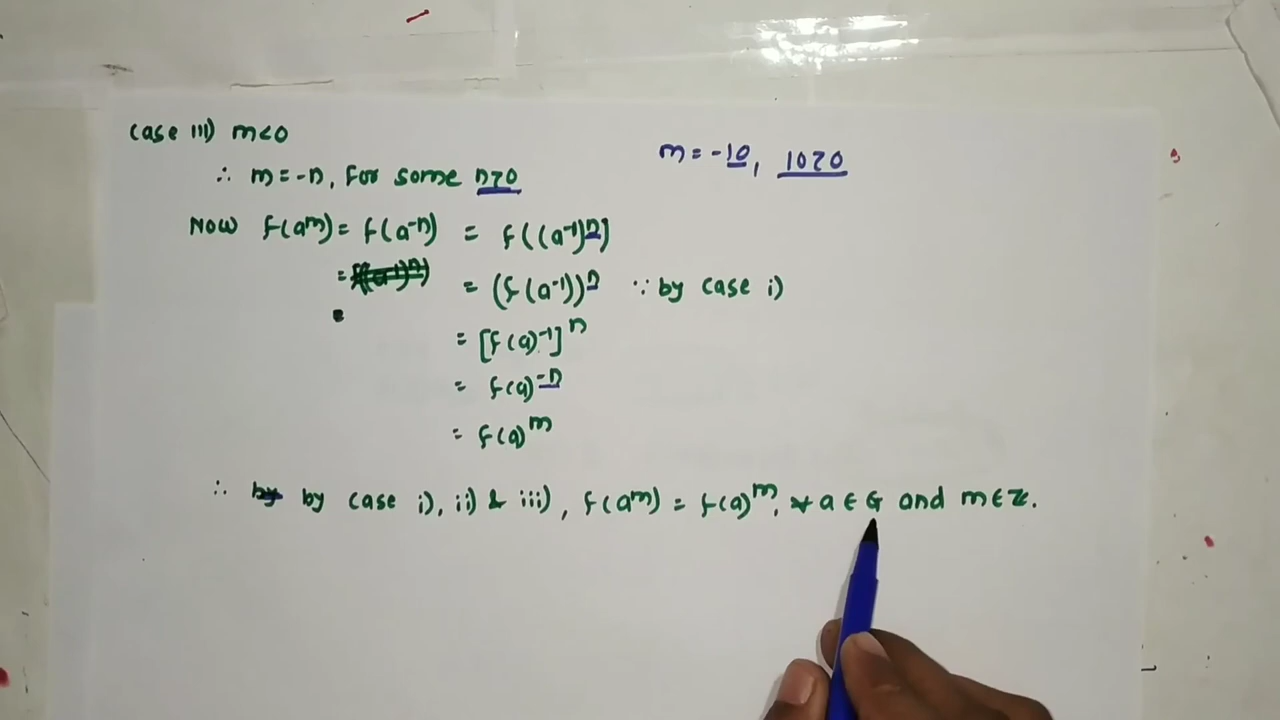 Case III) m<0
∴ m = -n, For some n>0
m = -10, 10>0
Now f(a^m) = f(a^-n) = f((a^-1)^n)
= = (f(a^-1))^n ∵ by case i)
= = [f(a)^-1]^n
= f(a)^-n
= f(a)^m
∴ by case i), ii) & iii), f(a^m) = f(a)^m, ∀ a ∈ G and m ∈ Z.